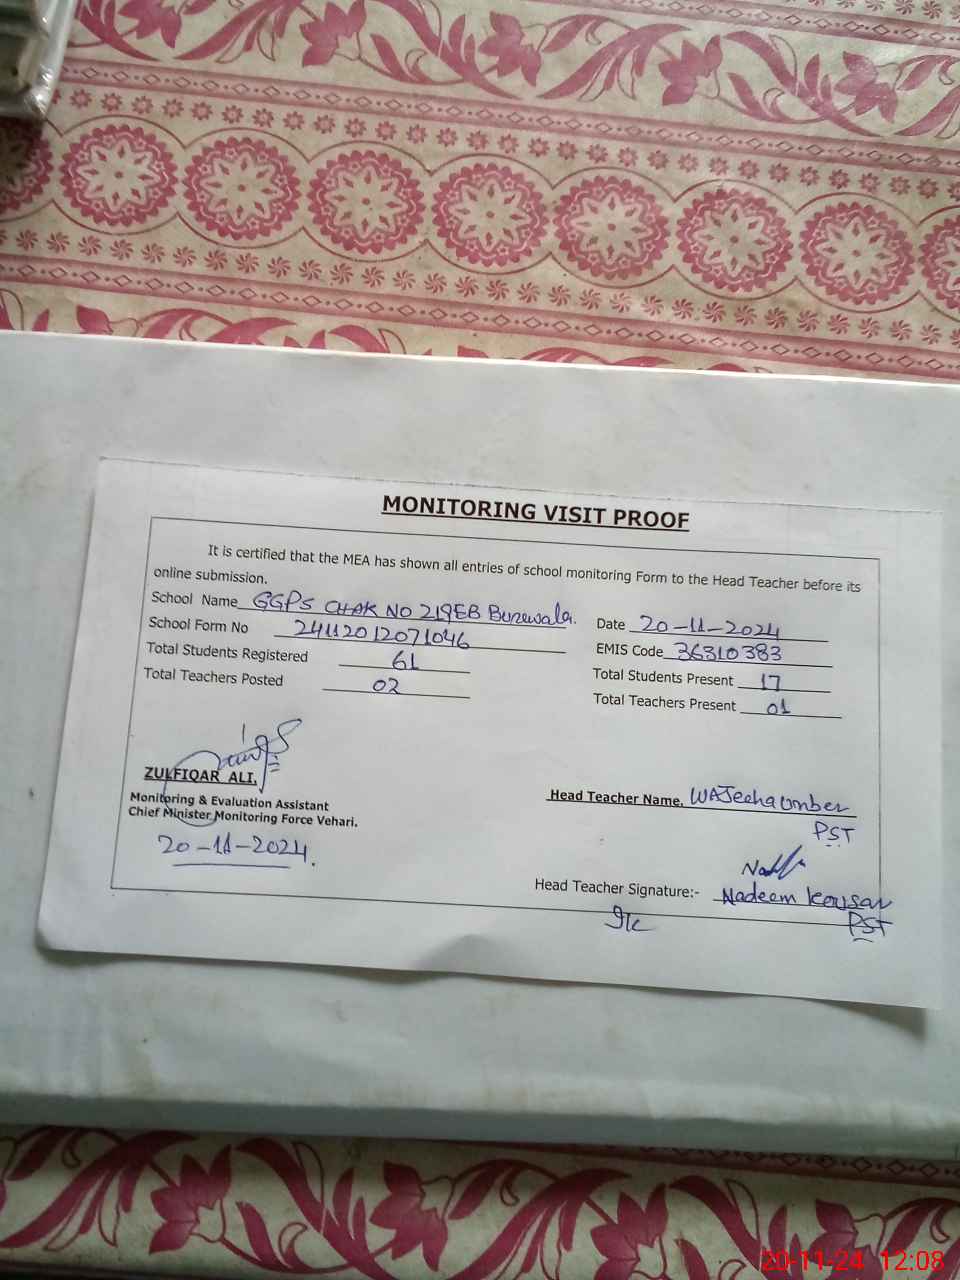 MONITORING VISIT PROOF
It is certified that the MEA has shown all entries of school monitoring Form to the Head Teacher before its
online submission.
School Name GGPS CHAK NO 219EB Burewala.
Date 20-11-2024
School Form No 24112012071046
EMIS Code 36310383
Total Students Registered 61
Total Students Present 17
Total Teachers Posted 02
Total Teachers Present 01
ZULFIQAR ALI,
Monitoring & Evaluation Assistant
Chief Minister Monitoring Force Vehari.
20-11-2024.
Head Teacher Name. WAJeeha Umber
PST
Head Teacher Signature:- Nadeem Kousar
PST
I/c
20-11-24 12:08